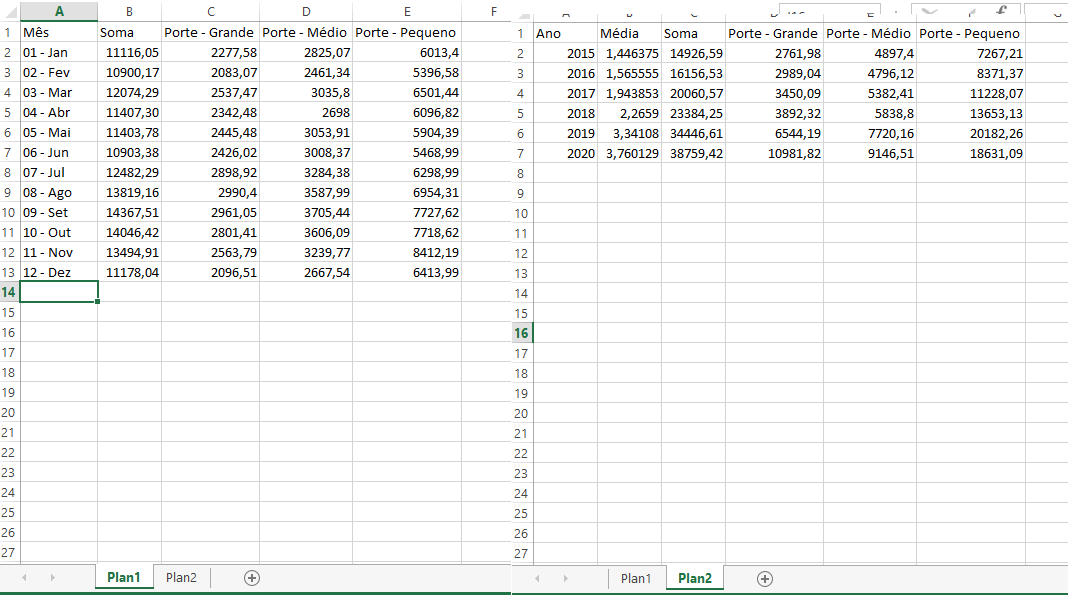 A B C D E F
1 Mês Soma Porte - Grande Porte - Médio Porte - Pequeno
2 01 - Jan 11116,05 2277,58 2825,07 6013,4
3 02 - Fev 10900,17 2083,07 2461,34 5396,58
4 03 - Mar 12074,29 2537,47 3035,8 6501,44
5 04 - Abr 11407,30 2342,48 2698 6096,82
6 05 - Mai 11403,78 2445,48 3053,91 5904,39
7 06 - Jun 10903,38 2426,02 3008,37 5468,99
8 07 - Jul 12482,29 2898,92 3284,38 6298,99
9 08 - Ago 13819,16 2990,4 3587,99 6954,31
10 09 - Set 14367,51 2961,05 3705,44 7727,62
11 10 - Out 14046,42 2801,41 3606,09 7718,62
12 11 - Nov 13494,91 2563,79 3239,77 8412,19
13 12 - Dez 11178,04 2096,51 2667,54 6413,99
14
15
16
17
18
19
20
21
22
23
24
25
26
27
Plan1 Plan2
1 Ano Média Soma Porte - Grande Porte - Médio Porte - Pequeno
2 2015 1,446375 14926,59 2761,98 4897,4 7267,21
3 2016 1,565555 16156,53 2989,04 4796,12 8371,37
4 2017 1,943853 20060,57 3450,09 5382,41 11228,07
5 2018 2,2659 23384,25 3892,32 5838,8 13653,13
6 2019 3,34108 34446,61 6544,19 7720,16 20182,26
7 2020 3,760129 38759,42 10981,82 9146,51 18631,09
8
9
10
11
12
13
14
15
16
17
18
19
20
21
22
23
24
25
26
27
Plan1 Plan2